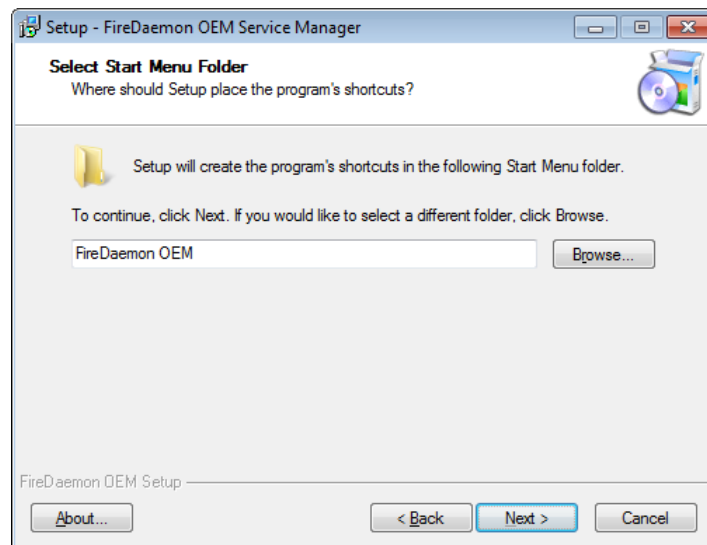 Setup - FireDaemon OEM Service Manager
Select Start Menu Folder
Where should Setup place the program's shortcuts?
Setup will create the program's shortcuts in the following Start Menu folder.
To continue, click Next. If you would like to select a different folder, click Browse.
FireDaemon OEM
Browse...
FireDaemon OEM Setup
About...
< Back
Next >
Cancel